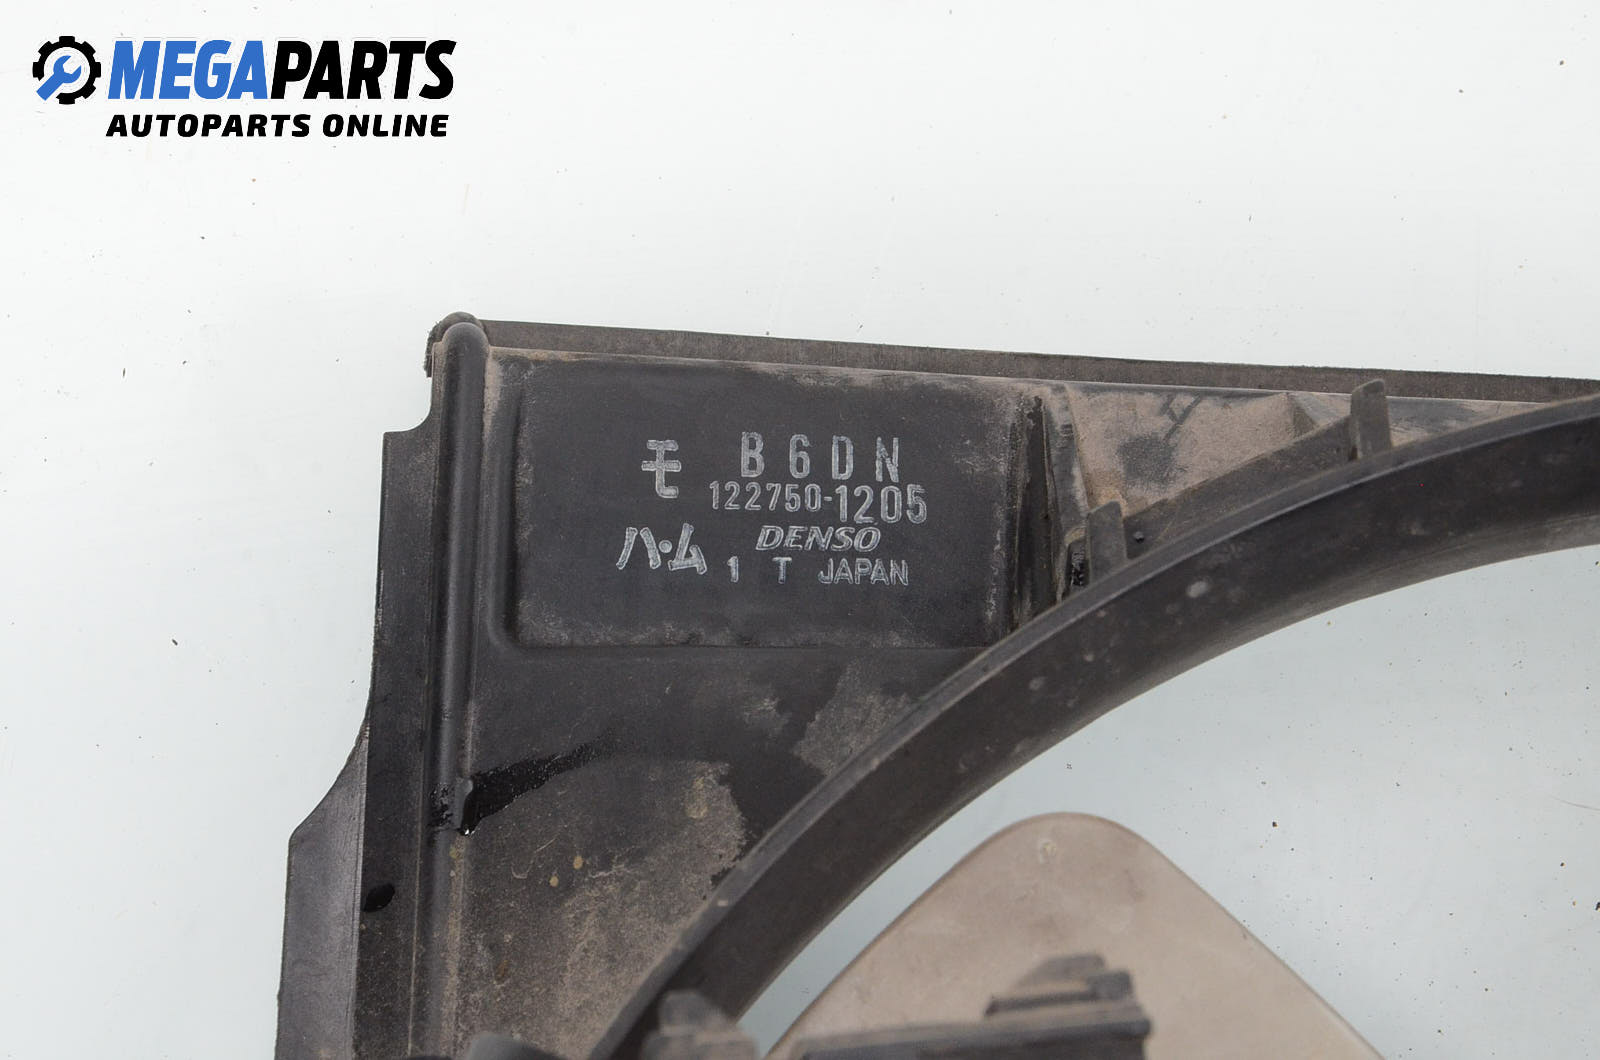 MEGAPARTS
AUTOPARTS ONLINE
モ B6DN
122750-1205
DENSO
ハ・ム 1 T JAPAN